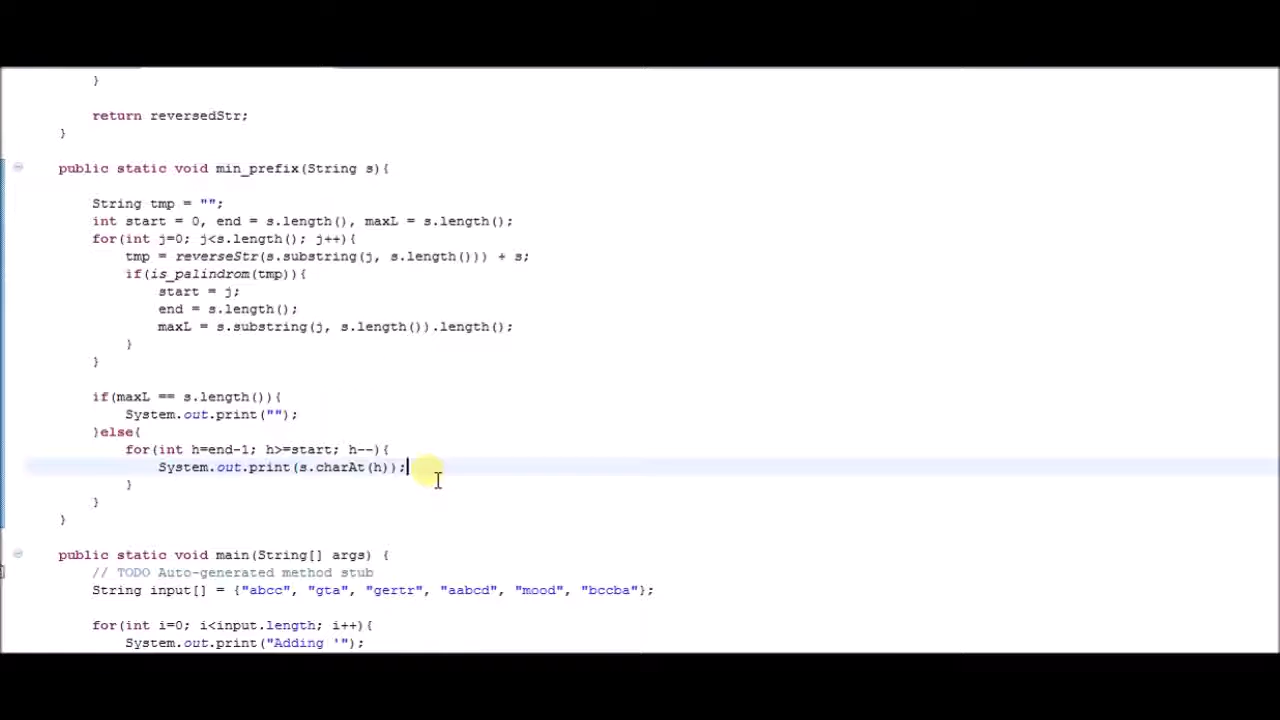 }
return reversedStr;
}
public static void min_prefix(String s){
String tmp = "";
int start = 0, end = s.length(), maxL = s.length();
for(int j=0; j<s.length(); j++){
tmp = reverseStr(s.substring(j, s.length())) + s;
if(is_palindrom(tmp)){
start = j;
end = s.length();
maxL = s.substring(j, s.length()).length();
}
}
if(maxL == s.length()){
System.out.print("");
}else{
for(int h=end-1; h>=start; h--){
System.out.print(s.charAt(h));
}
}
}
public static void main(String[] args) {
// TODO Auto-generated method stub
String input[] = {"abcc", "gta", "gertr", "aabcd", "mood", "bccba"};
for(int i=0; i<input.length; i++){
System.out.print("Adding '");